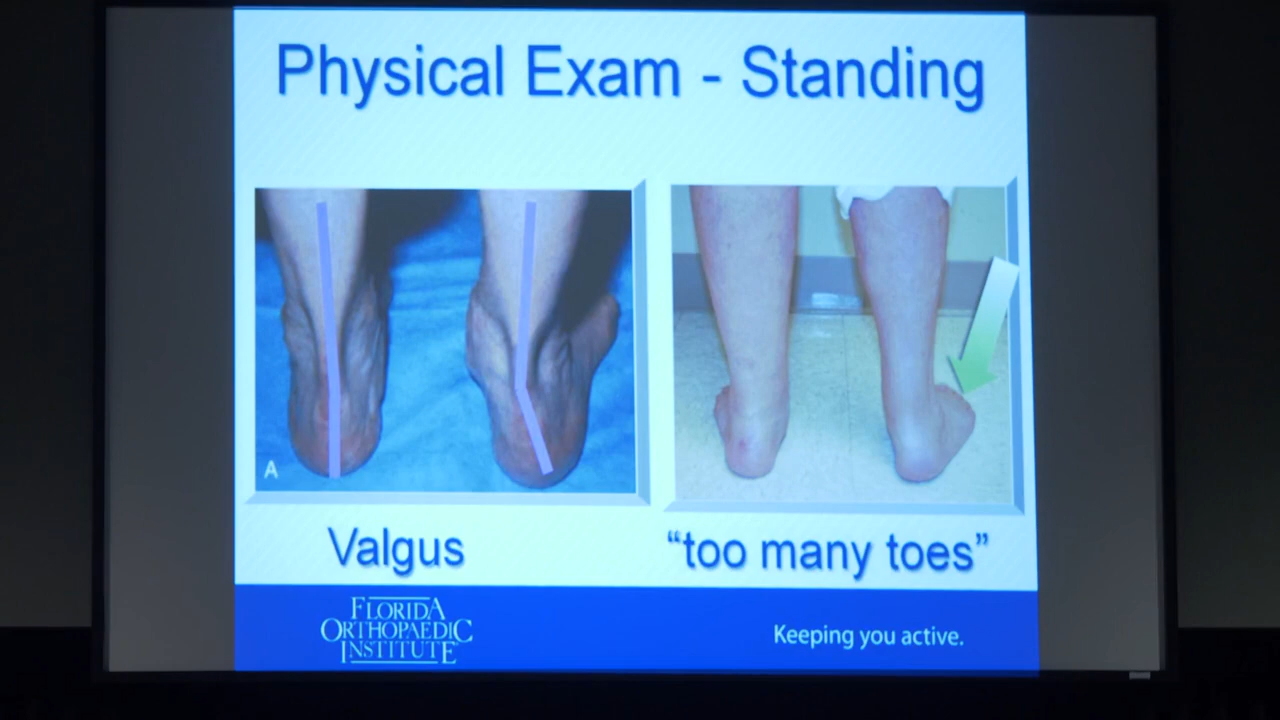 Physical Exam - Standing
A
Valgus
“too many toes”
FLORIDA
ORTHOPAEDIC
INSTITUTE
Keeping you active.